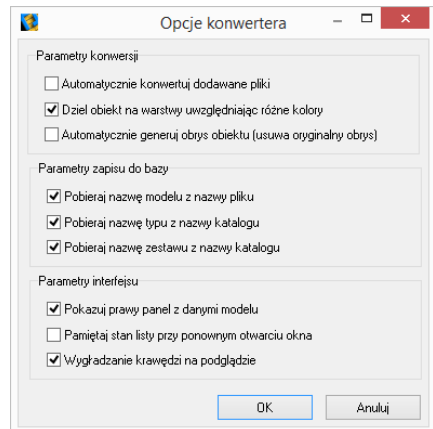 Opcje konwertera
Parametry konwersji
Automatycznie konwertuj dodawane pliki
Dziel obiekt na warstwy uwzględniając różne kolory
Automatycznie generuj obrys obiektu (usuwa oryginalny obrys)
Parametry zapisu do bazy
Pobieraj nazwę modelu z nazwy pliku
Pobieraj nazwę typu z nazwy katalogu
Pobieraj nazwę zestawu z nazwy katalogu
Parametry interfejsu
Pokazuj prawy panel z danymi modelu
Pamiętaj stan listy przy ponownym otwarciu okna
Wygładzanie krawędzi na podglądzie
OK Anuluj